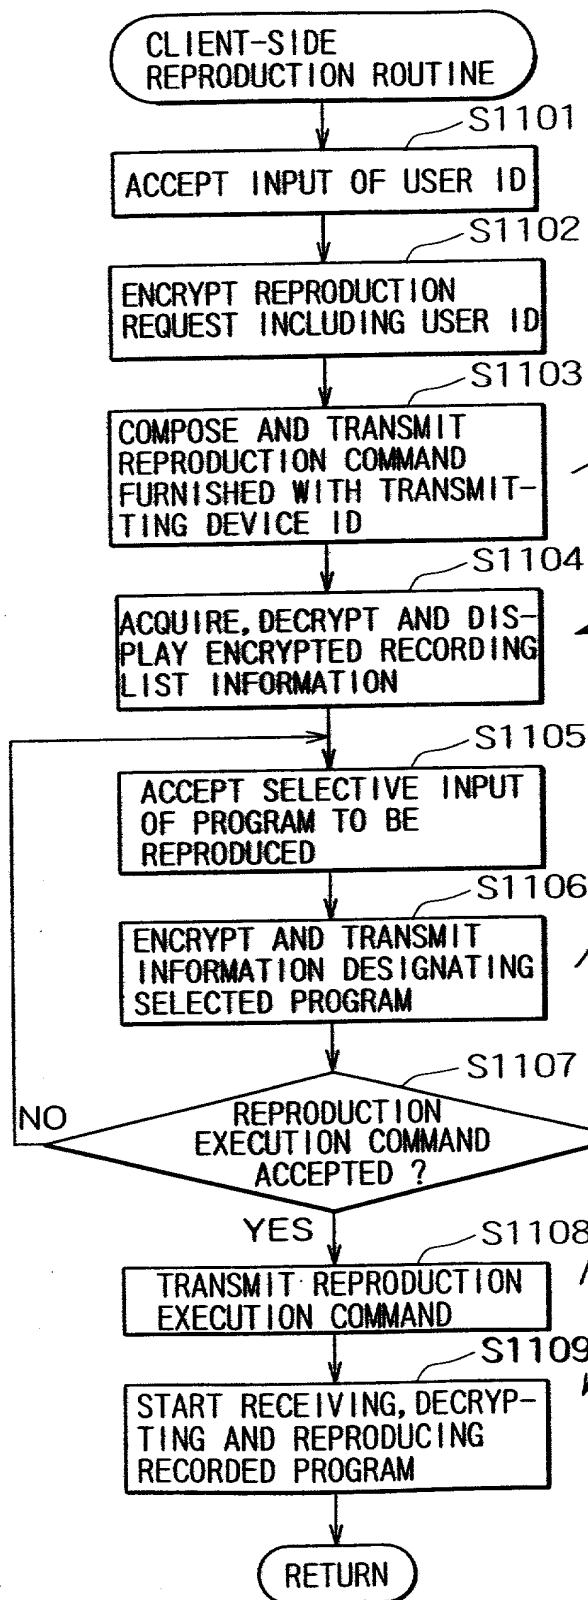 CLIENT-SIDE
REPRODUCTION ROUTINE
S1101
ACCEPT INPUT OF USER ID
S1102
ENCRYPT REPRODUCTION
REQUEST INCLUDING USER ID
S1103
COMPOSE AND TRANSMIT
REPRODUCTION COMMAND
FURNISHED WITH TRANSMIT-
TING DEVICE ID
S1104
ACQUIRE, DECRYPT AND DIS-
PLAY ENCRYPTED RECORDING
LIST INFORMATION
S1105
ACCEPT SELECTIVE INPUT
OF PROGRAM TO BE
REPRODUCED
S1106
ENCRYPT AND TRANSMIT
INFORMATION DESIGNATING
SELECTED PROGRAM
S1107
NO
REPRODUCTION
EXECUTION COMMAND
ACCEPTED ?
YES
S1108
TRANSMIT REPRODUCTION
EXECUTION COMMAND
S1109
START RECEIVING, DECRYP-
TING AND REPRODUCING
RECORDED PROGRAM
RETURN